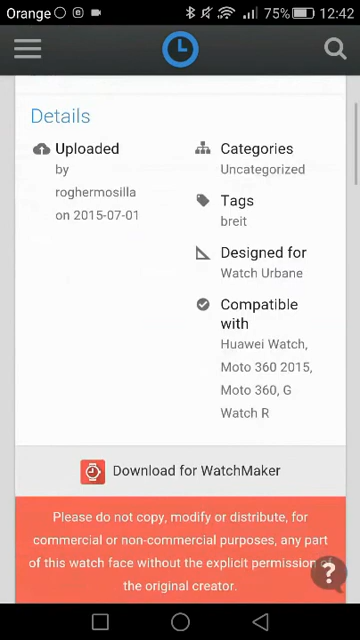 Orange 75% 12:42
Details
Uploaded
by
roghermosilla
on 2015-07-01
Categories
Uncategorized
Tags
breit
Designed for
Watch Urbane
Compatible
with
Huawei Watch,
Moto 360 2015,
Moto 360, G
Watch R
Download for WatchMaker
Please do not copy, modify or distribute, for
commercial or non-commercial purposes, any part
of this watch face without the explicit permission of
the original creator.
?